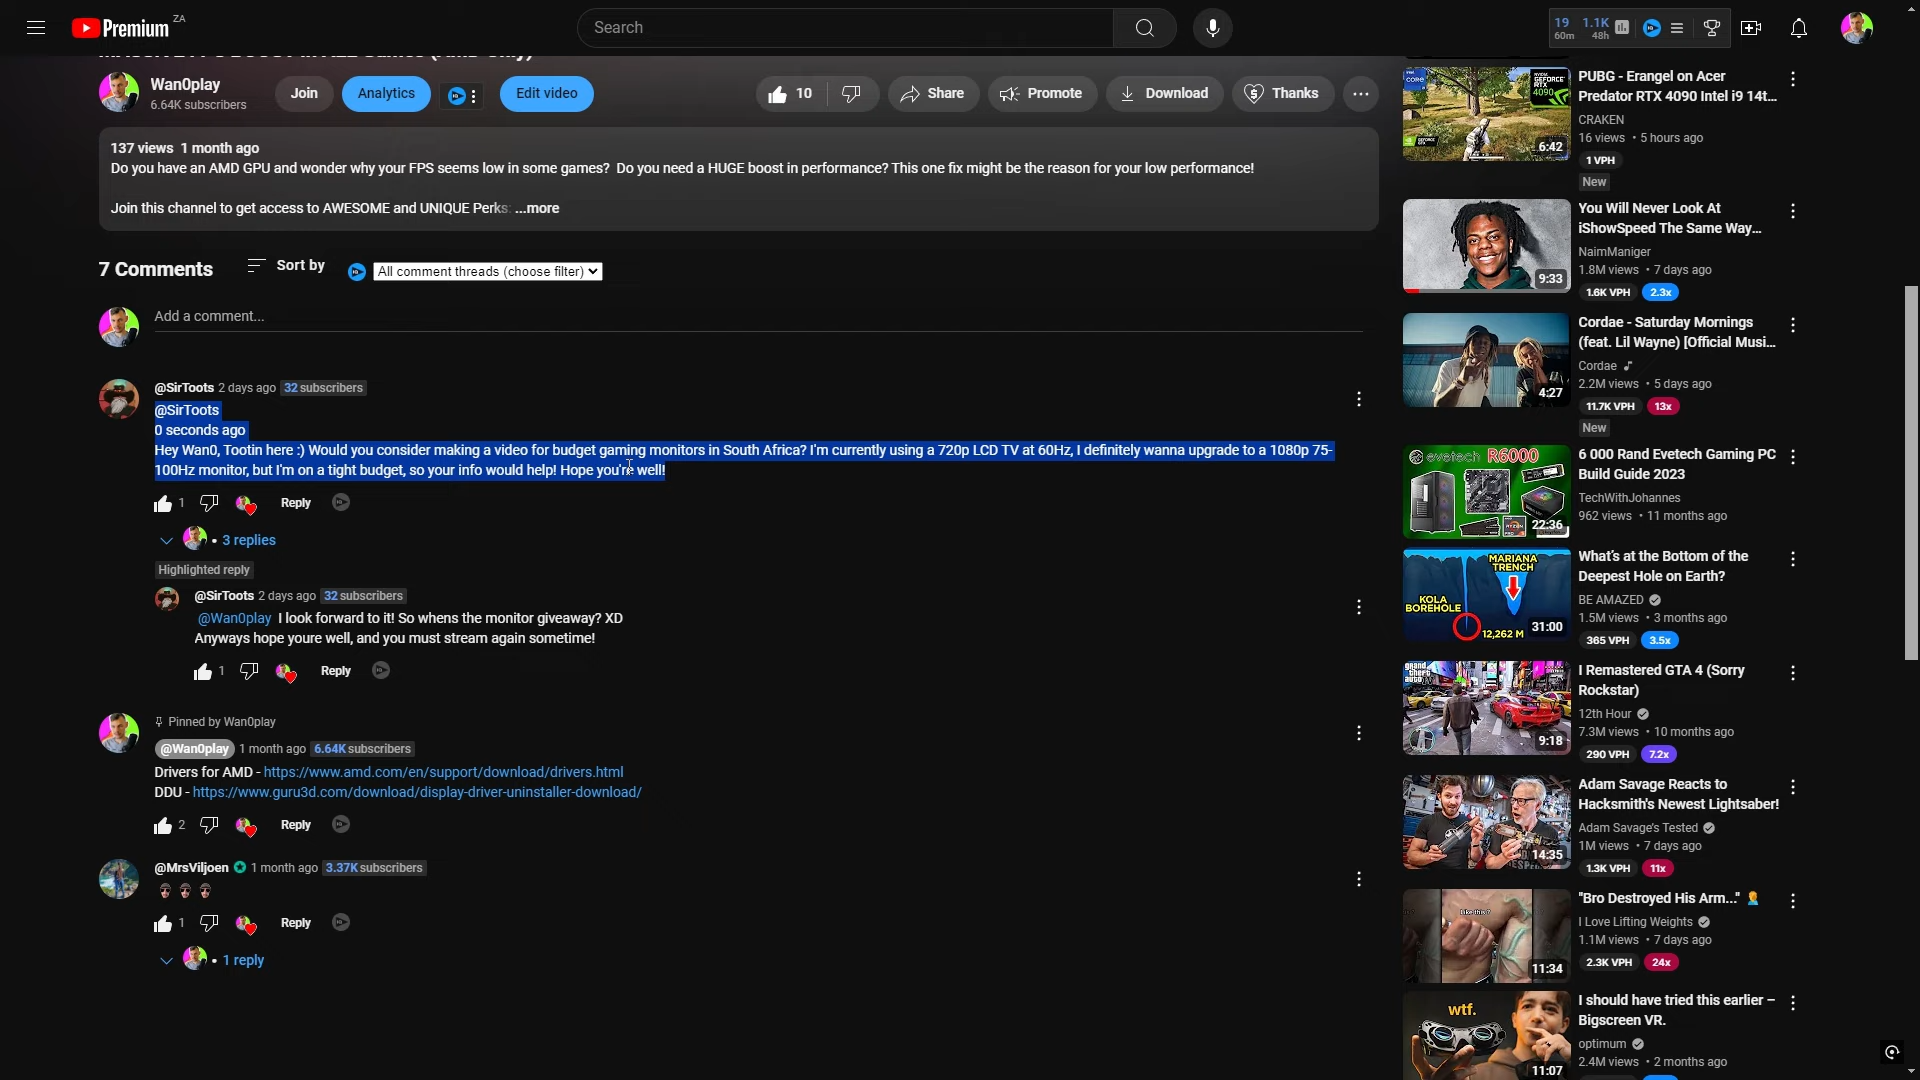 Premium ZA
Search
19 1.1K
60m 48h
Wan0play
6.64K subscribers
Join
Analytics
Edit video
10
Share
Promote
Download
Thanks
137 views 1 month ago
Do you have an AMD GPU and wonder why your FPS seems low in some games? Do you need a HUGE boost in performance? This one fix might be the reason for your low performance!
Join this channel to get access to AWESOME and UNIQUE Perks: ...more
7 Comments
Sort by
All comment threads (choose filter)
Add a comment...
@SirToots 2 days ago 32 subscribers
@SirToots
0 seconds ago
Hey Wan0, Tootin here :) Would you consider making a video for budget gaming monitors in South Africa? I'm currently using a 720p LCD TV at 60Hz, I definitely wanna upgrade to a 1080p 75-
100Hz monitor, but I'm on a tight budget, so your info would help! Hope you're well!
1
Reply
• 3 replies
Highlighted reply
@SirToots 2 days ago 32 subscribers
@Wan0play I look forward to it! So whens the monitor giveaway? XD
Anyways hope youre well, and you must stream again sometime!
1
Reply
Pinned by Wan0play
@Wan0play 1 month ago 6.64K subscribers
Drivers for AMD - https://www.amd.com/en/support/download/drivers.html
DDU - https://www.guru3d.com/download/display-driver-uninstaller-download/
2
Reply
@MrsViljoen 1 month ago 3.37K subscribers
1
Reply
• 1 reply
CORE
NVIDIA
GEFORCE
RTX
4090
6:42
PUBG - Erangel on Acer
Predator RTX 4090 Intel i9 14t...
CRAKEN
16 views • 5 hours ago
1 VPH
New
9:33
You Will Never Look At
iShowSpeed The Same Way...
NaimManiger
1.8M views • 7 days ago
1.6K VPH 2.3x
4:27
Cordae - Saturday Mornings
(feat. Lil Wayne) [Official Musi...
Cordae
2.2M views • 5 days ago
11.7K VPH 13x
New
evetech R6000
22:36
6 000 Rand Evetech Gaming PC
Build Guide 2023
TechWithJohannes
962 views • 11 months ago
MARIANA
TRENCH
KOLA
BOREHOLE
12,262 M
31:00
What's at the Bottom of the
Deepest Hole on Earth?
BE AMAZED
1.5M views • 3 months ago
365 VPH 3.5x
grand
theft
auto
9:18
I Remastered GTA 4 (Sorry
Rockstar)
12th Hour
7.3M views • 10 months ago
290 VPH 7.2x
14:35
Adam Savage Reacts to
Hacksmith's Newest Lightsaber!
Adam Savage's Tested
1M views • 7 days ago
1.3K VPH 11x
Like this?
11:34
"Bro Destroyed His Arm..."
I Love Lifting Weights
1.1M views • 7 days ago
2.3K VPH 24x
wtf.
11:07
I should have tried this earlier –
Bigscreen VR.
optimum
2.4M views • 2 months ago